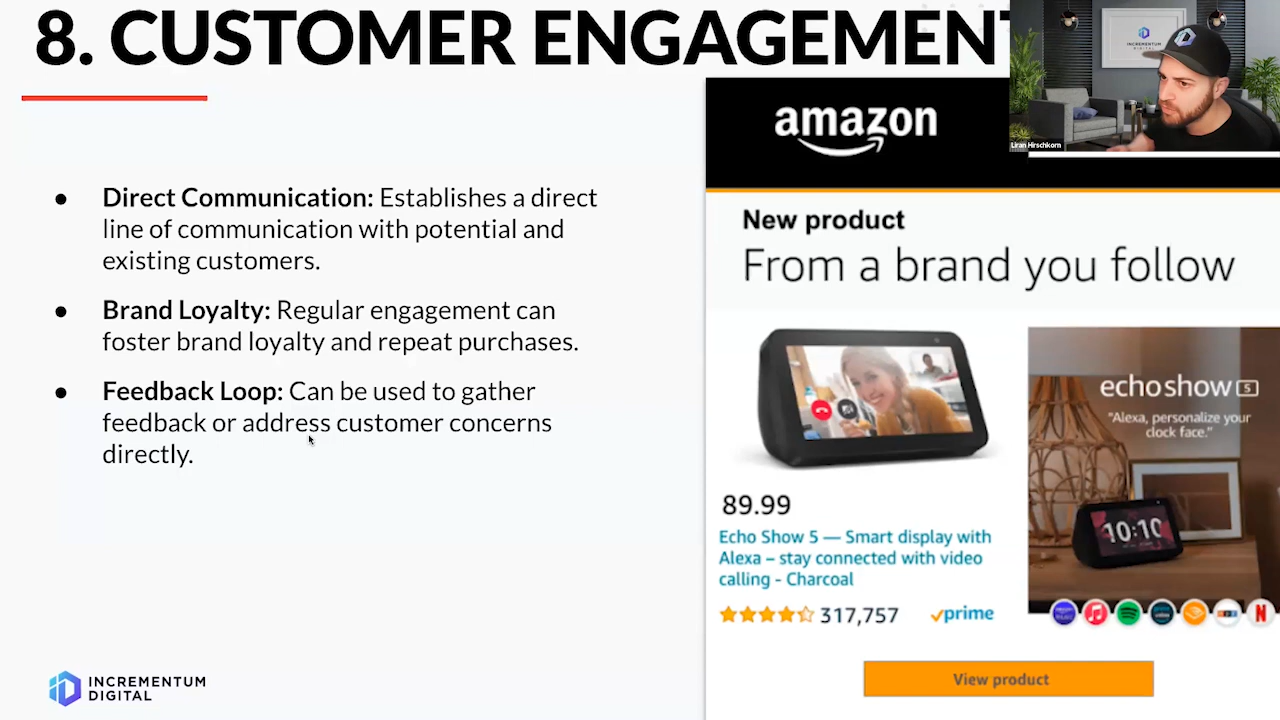 8. CUSTOMER ENGAGEMENT
INCREMENTUM
DIGITAL
Liran Hirschkorn
● Direct Communication: Establishes a direct
line of communication with potential and
existing customers.
● Brand Loyalty: Regular engagement can
foster brand loyalty and repeat purchases.
● Feedback Loop: Can be used to gather
feedback or address customer concerns
directly.
amazon
New product
From a brand you follow
89.99
Echo Show 5 — Smart display with
Alexa – stay connected with video
calling - Charcoal
317,757 prime
echo show 5
"Alexa, personalize your
clock face."
10:10
N
View product
INCREMENTUM
DIGITAL